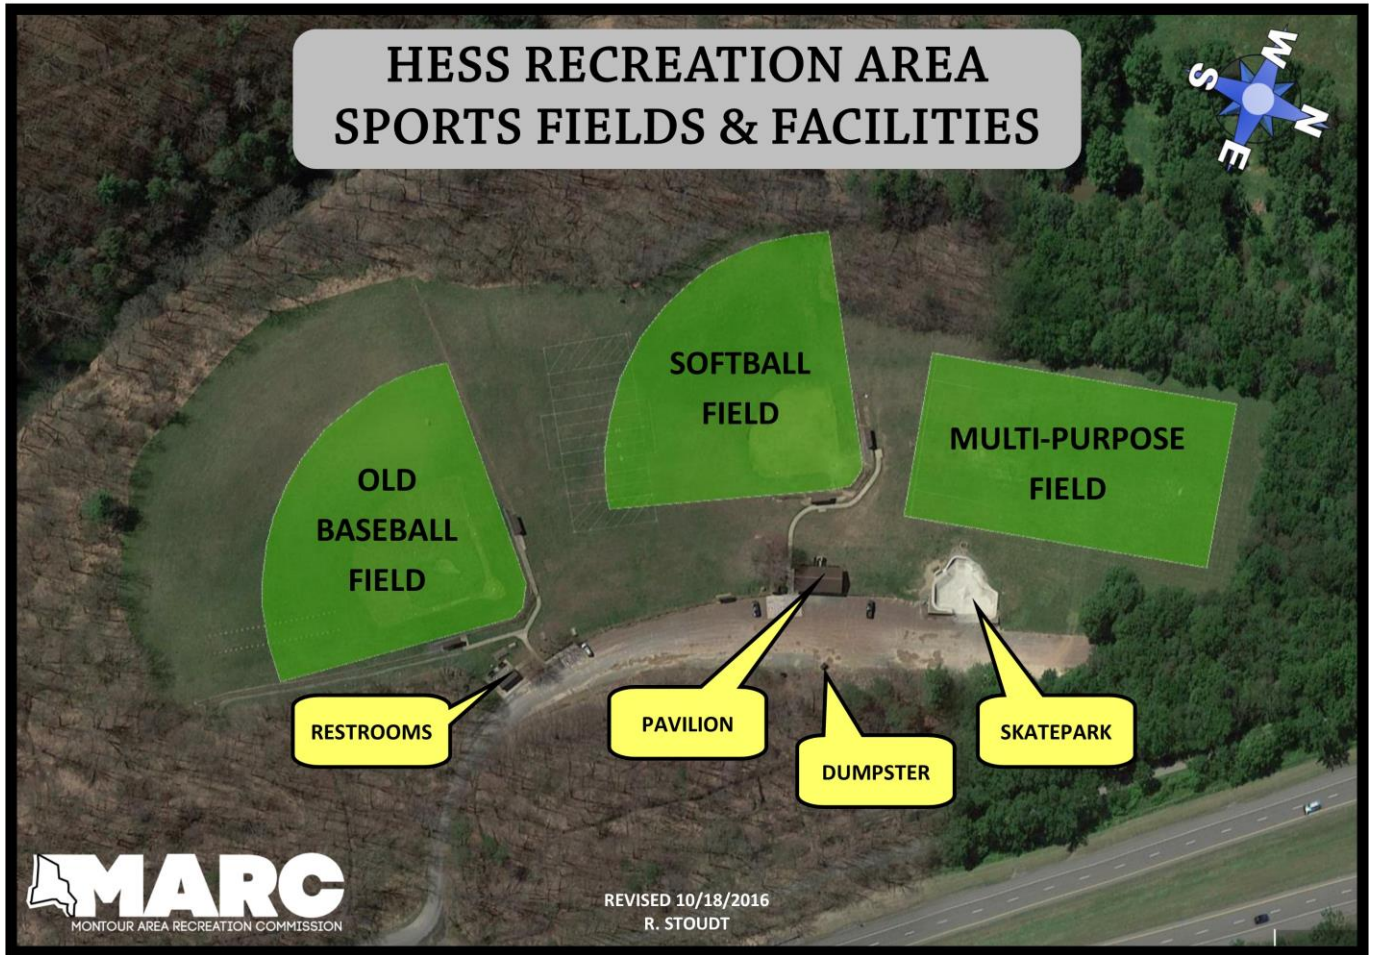 HESS RECREATION AREA
SPORTS FIELDS & FACILITIES
W
S
N
E
SOFTBALL
FIELD
MULTI-PURPOSE
FIELD
OLD
BASEBALL
FIELD
RESTROOMS
PAVILION
DUMPSTER
SKATEPARK
MARC
MONTOUR AREA RECREATION COMMISSION
REVISED 10/18/2016
R. STOUDT